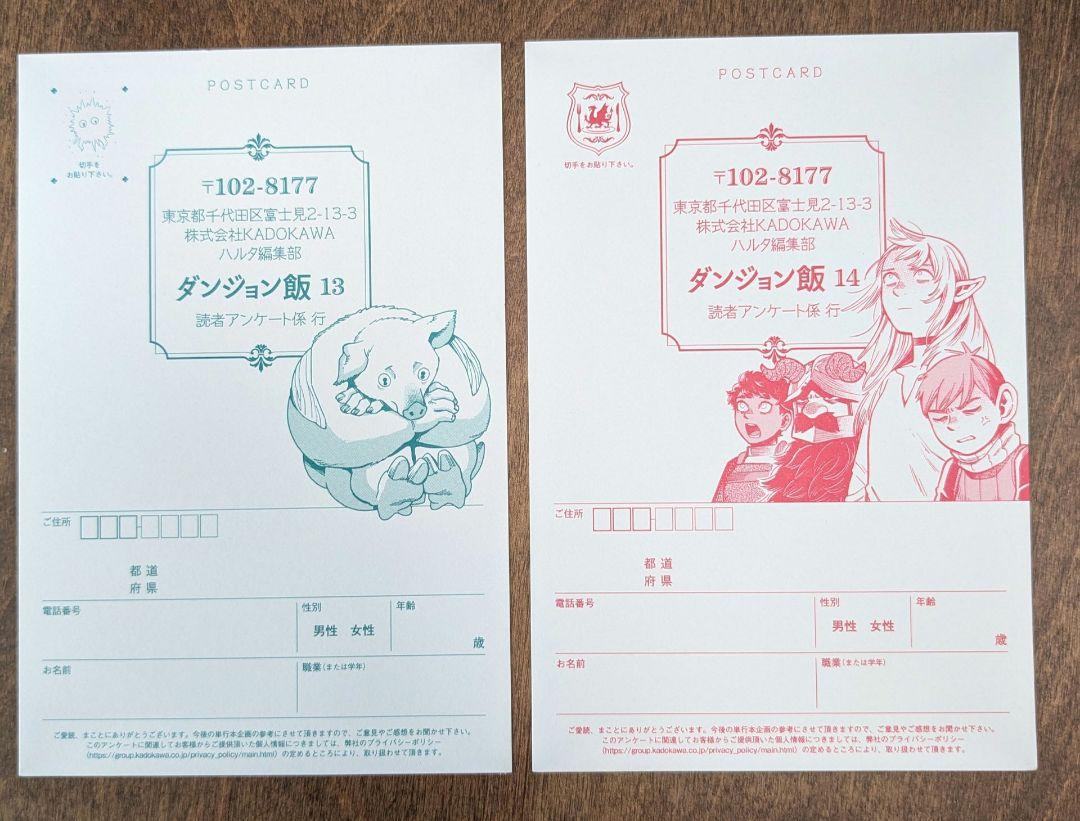 POSTCARD
切手を
お貼り下さい。
〒102-8177
東京都千代田区富士見2-13-3
株式会社KADOKAWA
ハルタ編集部
ダンジョン飯 13
読者アンケート係 行
ご住所
都 道
府 県
電話番号
性別
男性 女性
年齢
歳
お名前
職業(または学年)
ご愛読、まことにありがとうございます。今後の単行本企画の参考にさせて頂きますので、ご意見やご感想をお聞かせ下さい。
このアンケートに関連してお客様からご提供頂いた個人情報につきましては、弊社のプライバシーポリシー
(https://group.kadokawa.co.jp/privacy_policy/main.html) の定めるところにより、取り扱わせて頂きます。
POSTCARD
切手をお貼り下さい。
〒102-8177
東京都千代田区富士見2-13-3
株式会社KADOKAWA
ハルタ編集部
ダンジョン飯 14
読者アンケート係 行
ご住所
都 道
府 県
電話番号
性別
男性 女性
年齢
歳
お名前
職業(または学年)
ご愛読、まことにありがとうございます。今後の単行本企画の参考にさせて頂きますので、ご意見やご感想をお聞かせ下さい。
このアンケートに関連してお客様からご提供頂いた個人情報につきましては、弊社のプライバシーポリシー
(https://group.kadokawa.co.jp/privacy_policy/main.html) の定めるところにより、取り扱わせて頂きます。